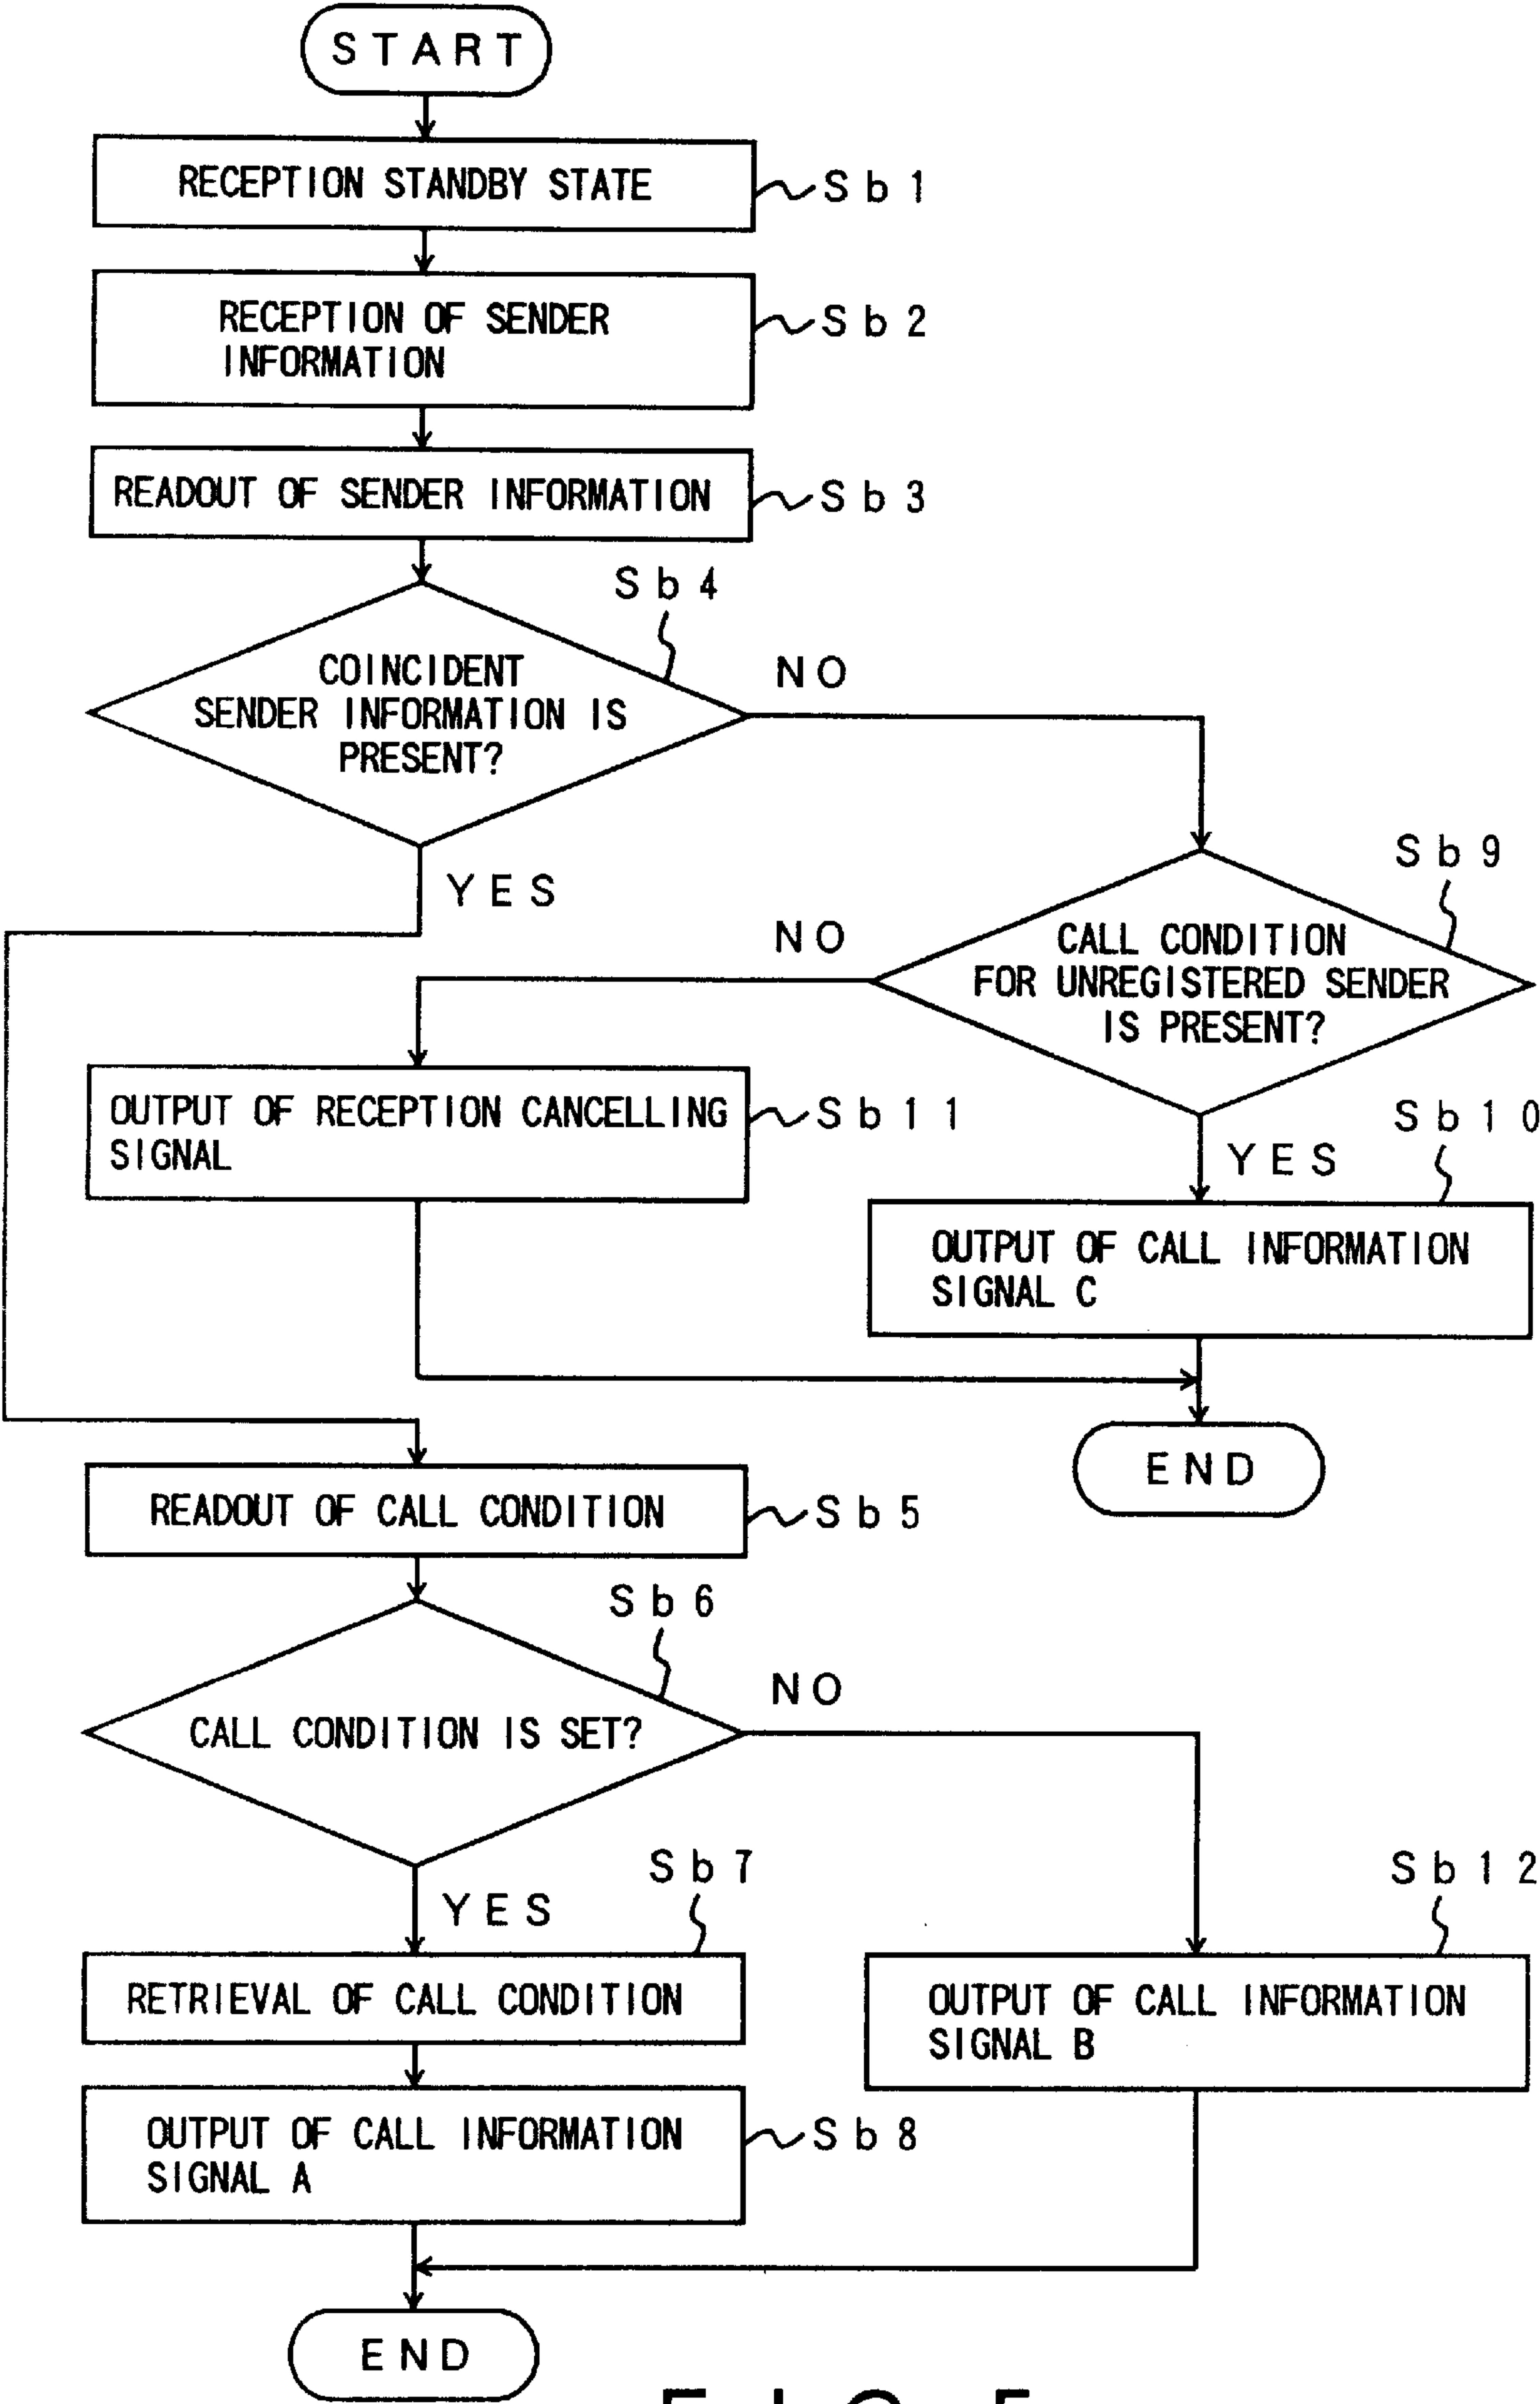 START
RECEPTION STANDBY STATE
Sb1
RECEPTION OF SENDER
INFORMATION
Sb2
READOUT OF SENDER INFORMATION
Sb3
Sb4
COINCIDENT
SENDER INFORMATION IS
PRESENT?
NO
YES
Sb9
CALL CONDITION
FOR UNREGISTERED SENDER
IS PRESENT?
NO
YES
OUTPUT OF RECEPTION CANCELLING
SIGNAL
Sb11
Sb10
OUTPUT OF CALL INFORMATION
SIGNAL C
END
READOUT OF CALL CONDITION
Sb5
Sb6
CALL CONDITION IS SET?
NO
YES
Sb7
RETRIEVAL OF CALL CONDITION
Sb12
OUTPUT OF CALL INFORMATION
SIGNAL B
OUTPUT OF CALL INFORMATION
SIGNAL A
Sb8
END